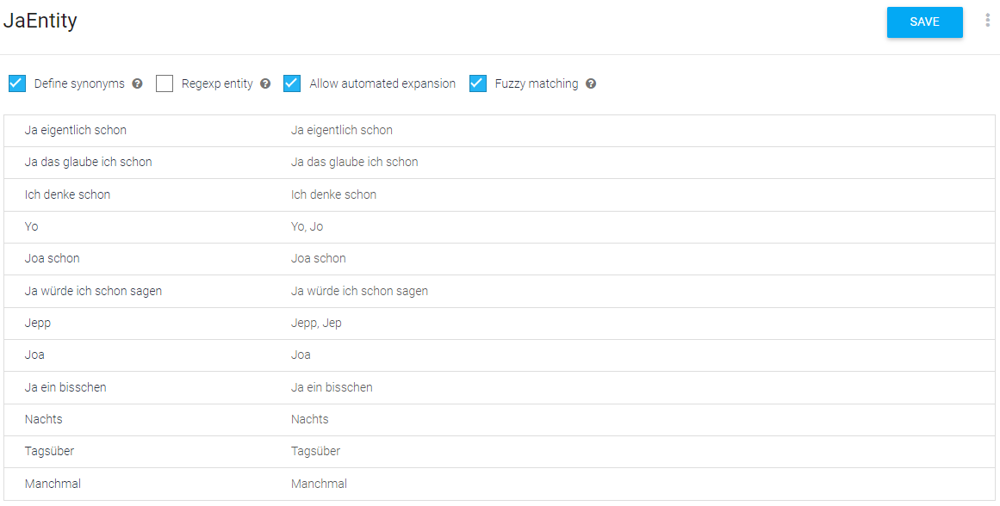 JaEntity
SAVE
Define synonyms ? Regexp entity ? Allow automated expansion Fuzzy matching ?
Ja eigentlich schon Ja eigentlich schon
Ja das glaube ich schon Ja das glaube ich schon
Ich denke schon Ich denke schon
Yo Yo, Jo
Joa schon Joa schon
Ja würde ich schon sagen Ja würde ich schon sagen
Jepp Jepp, Jep
Joa Joa
Ja ein bisschen Ja ein bisschen
Nachts Nachts
Tagsüber Tagsüber
Manchmal Manchmal